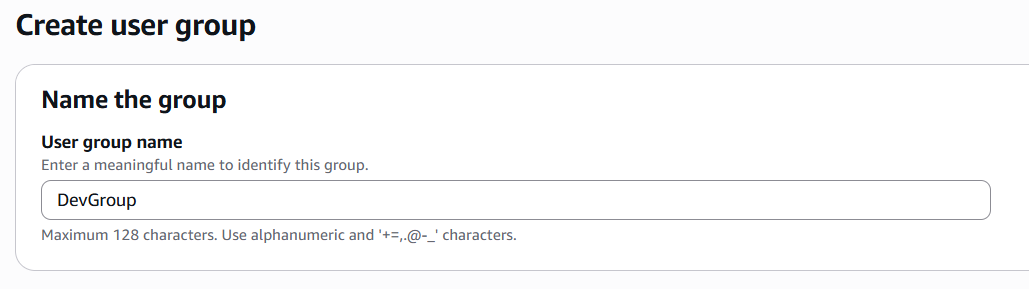 Create user group
Name the group
User group name
Enter a meaningful name to identify this group.
DevGroup
Maximum 128 characters. Use alphanumeric and '+=,.@-_' characters.